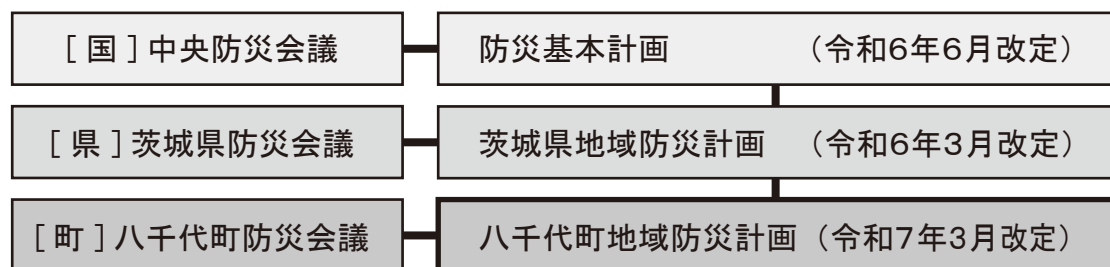 [国]中央防災会議 防災基本計画 （令和6年6月改定）
[県]茨城県防災会議 茨城県地域防災計画 （令和6年3月改定）
[町]八千代町防災会議 八千代町地域防災計画（令和7年3月改定）